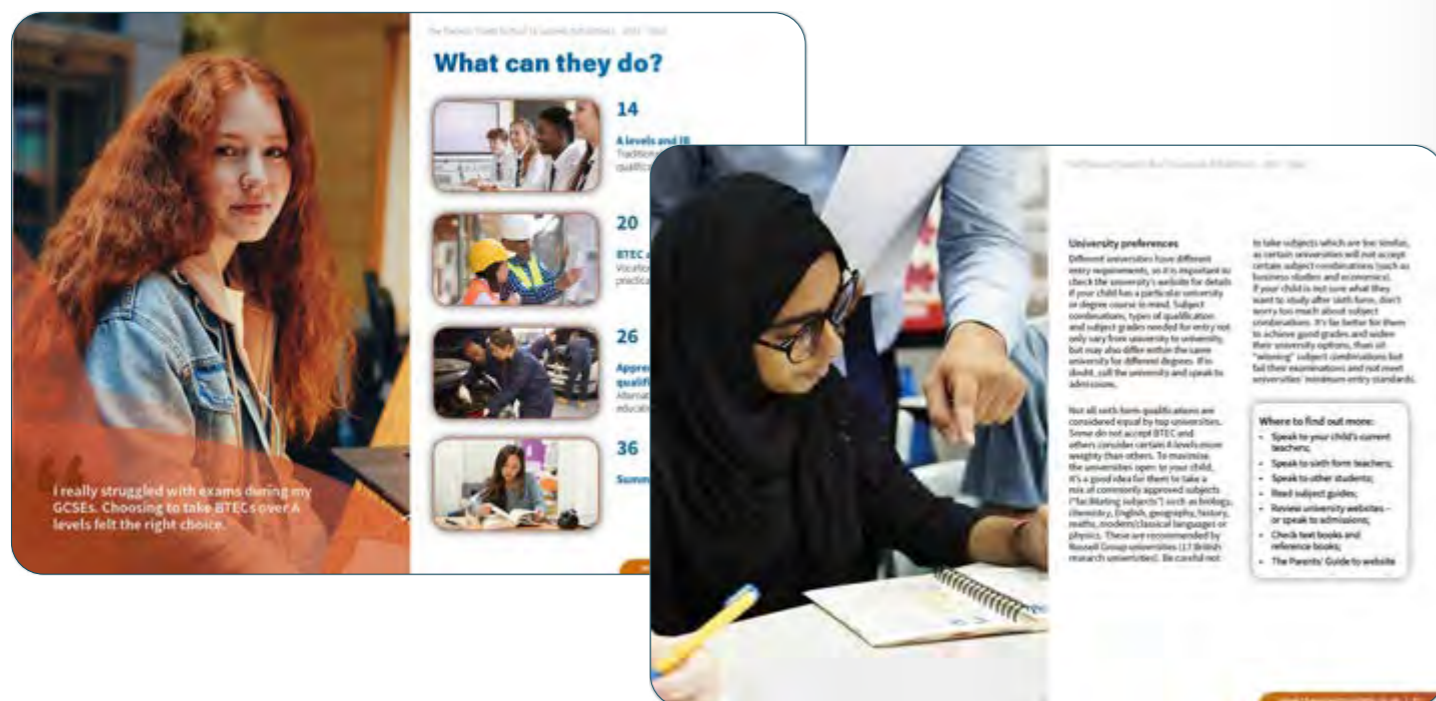 What can they do?
14
A levels and IB
Tradition
qualific
20
BTEC a
Vocation
practica
26
Appre
qualifi
Alternat
educati
36
Summ
I really struggled with exams during my
GCSEs. Choosing to take BTECs over A
levels felt the right choice.
University preferences
Different universities have different
entry requirements, so it is important to
check the university's website for details
if your child has a particular university
or degree course in mind. Subject
combinations, types of qualification
and subject grades needed for entry not
only vary from university to university,
but may also differ within the same
university for different degrees. If in
doubt, call the university and speak to
admissions.
Not all sixth form qualifications are
considered equal by top universities.
Some do not accept BTEC and
others consider certain A levels more
weighty than others. To maximise
the universities open to your child,
it's a good idea for them to take a
mix of commonly approved subjects
("facilitating subjects") such as biology,
chemistry, English, geography, history,
maths, modern/classical languages or
physics. These are recommended by
Russell Group universities (17 British
research universities). Be careful not
to take subjects which are too similar,
as certain universities will not accept
certain subject combinations (such as
business studies and economics).
If your child is not sure what they
want to study after sixth form, don't
worry too much about subject
combinations. It's far better for them
to achieve good grades and widen
their university options, than sit
"winning" subject combinations but
fail their examinations and not meet
universities' minimum entry standards.
Where to find out more:
• Speak to your child's current
teachers;
• Speak to sixth form teachers;
• Speak to other students;
• Read subject guides;
• Review university websites –
or speak to admissions;
• Check text books and
reference books;
• The Parents' Guide to website